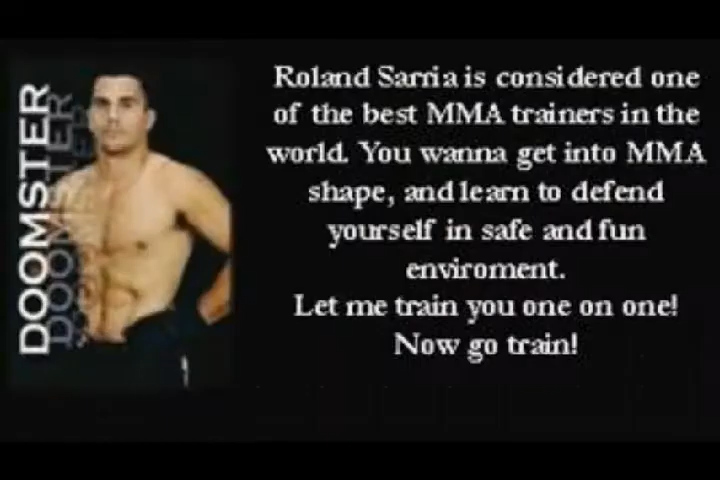 DOOMSTER
DOOMSTER
Roland Sarria is considered one
of the best MMA trainers in the
world. You wanna get into MMA
shape, and learn to defend
yourself in safe and fun
enviroment.
Let me train you one on one!
Now go train!